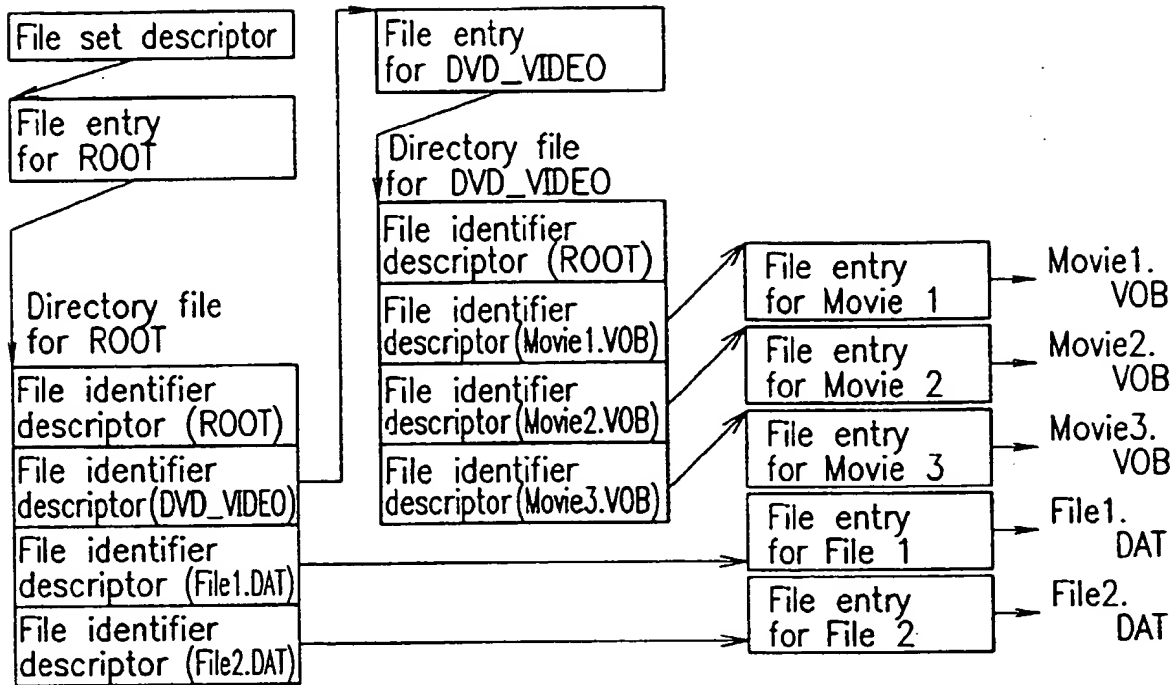 File set descriptor
File entry
for ROOT
Directory file
for ROOT
File identifier
descriptor (ROOT)
File identifier
descriptor(DVD_VIDEO)
File identifier
descriptor (File1.DAT)
File identifier
descriptor (File2.DAT)
File entry
for DVD_VIDEO
Directory file
for DVD_VIDEO
File identifier
descriptor (ROOT)
File identifier
descriptor(Movie1.VOB)
File identifier
descriptor(Movie2.VOB)
File identifier
descriptor(Movie3.VOB)
File entry
for Movie 1
Movie1.
VOB
File entry
for Movie 2
Movie2.
VOB
File entry
for Movie 3
Movie3.
VOB
File entry
for File 1
File1.
DAT
File entry
for File 2
File2.
DAT